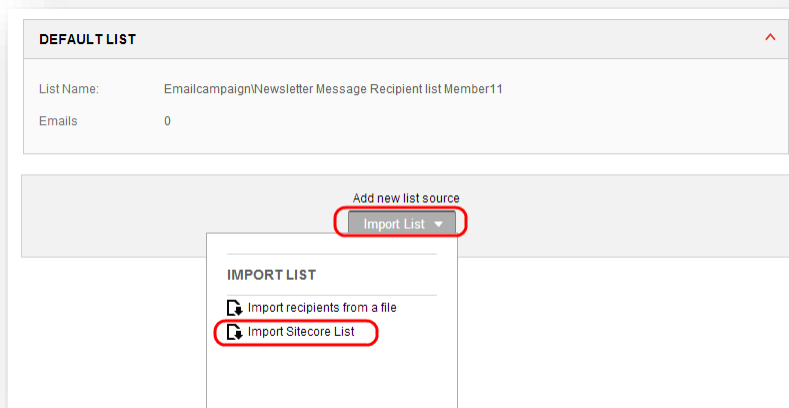 DEFAULT LIST
List Name: Emailcampaign\Newsletter Message Recipient list Member11
Emails 0
Add new list source
Import List
IMPORT LIST
Import recipients from a file
Import Sitecore List